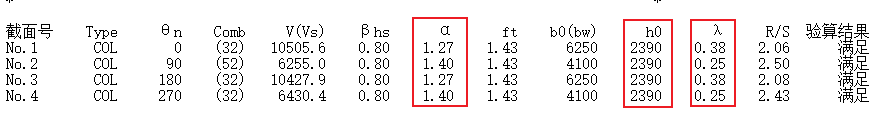 *
截面号 Type θn Comb V(Vs) βhs α ft b0(bw) h0 λ R/S 验算结果
No.1 COL 0 (32) 10505.6 0.80 1.27 1.43 6250 2390 0.38 2.06 满足
No.2 COL 90 (52) 6255.0 0.80 1.40 1.43 4100 2390 0.25 2.50 满足
No.3 COL 180 (32) 10427.9 0.80 1.27 1.43 6250 2390 0.38 2.08 满足
No.4 COL 270 (32) 6430.4 0.80 1.40 1.43 4100 2390 0.25 2.43 满足